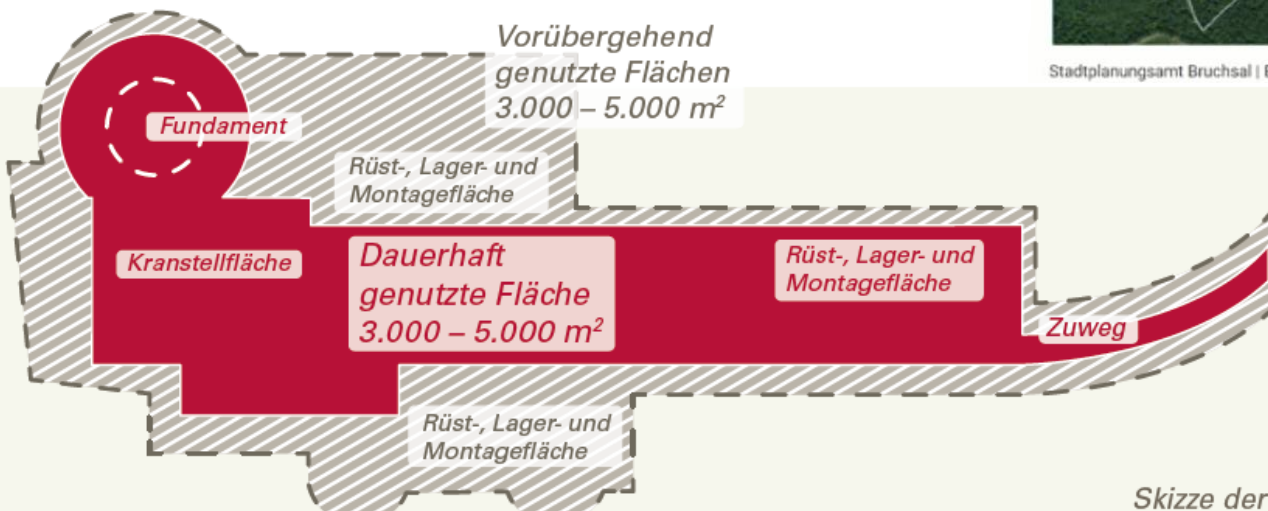 Vorübergehend
genutzte Flächen
3.000 – 5.000 m²
Stadtplanungsamt Bruchsal |
Fundament
Rüst-, Lager- und
Montagefläche
Kranstellfläche
Dauerhaft
genutzte Fläche
3.000 – 5.000 m²
Rüst-, Lager- und
Montagefläche
Zuweg
Rüst-, Lager- und
Montagefläche
Skizze der